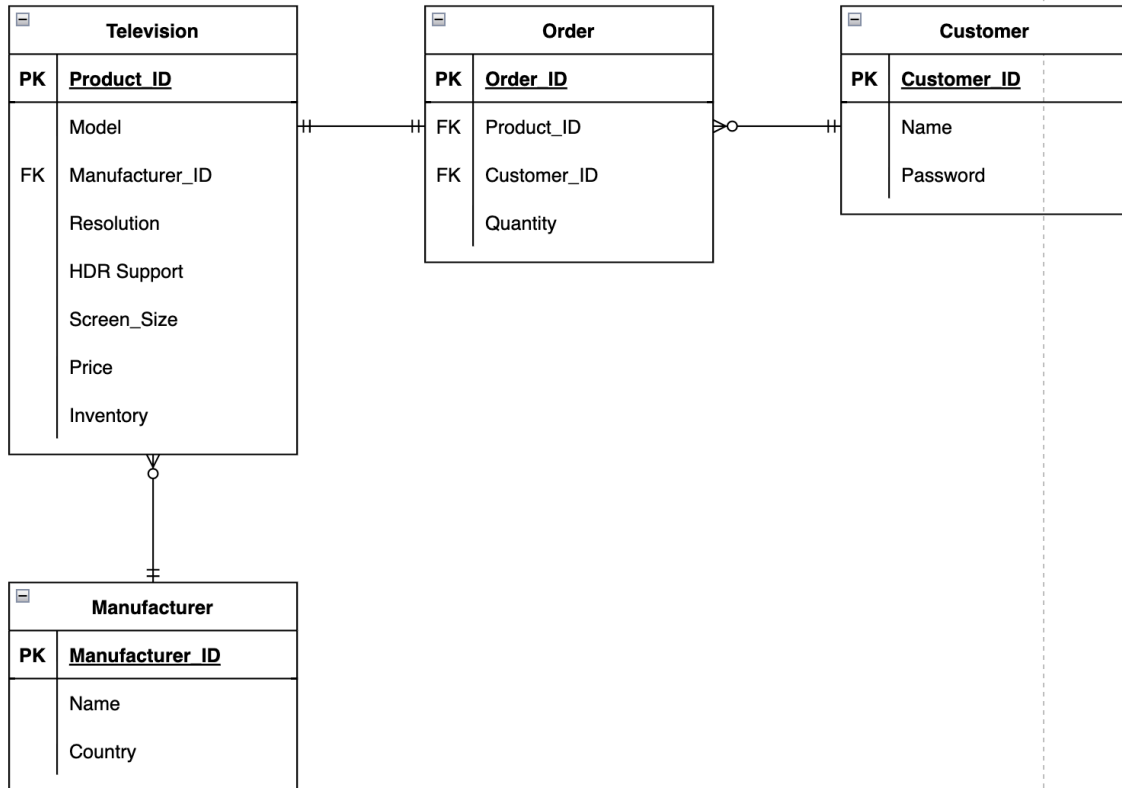 Television
PK Product_ID
Model
FK Manufacturer_ID
Resolution
HDR Support
Screen_Size
Price
Inventory
Order
PK Order_ID
FK Product_ID
FK Customer_ID
Quantity
Customer
PK Customer_ID
Name
Password
Manufacturer
PK Manufacturer_ID
Name
Country